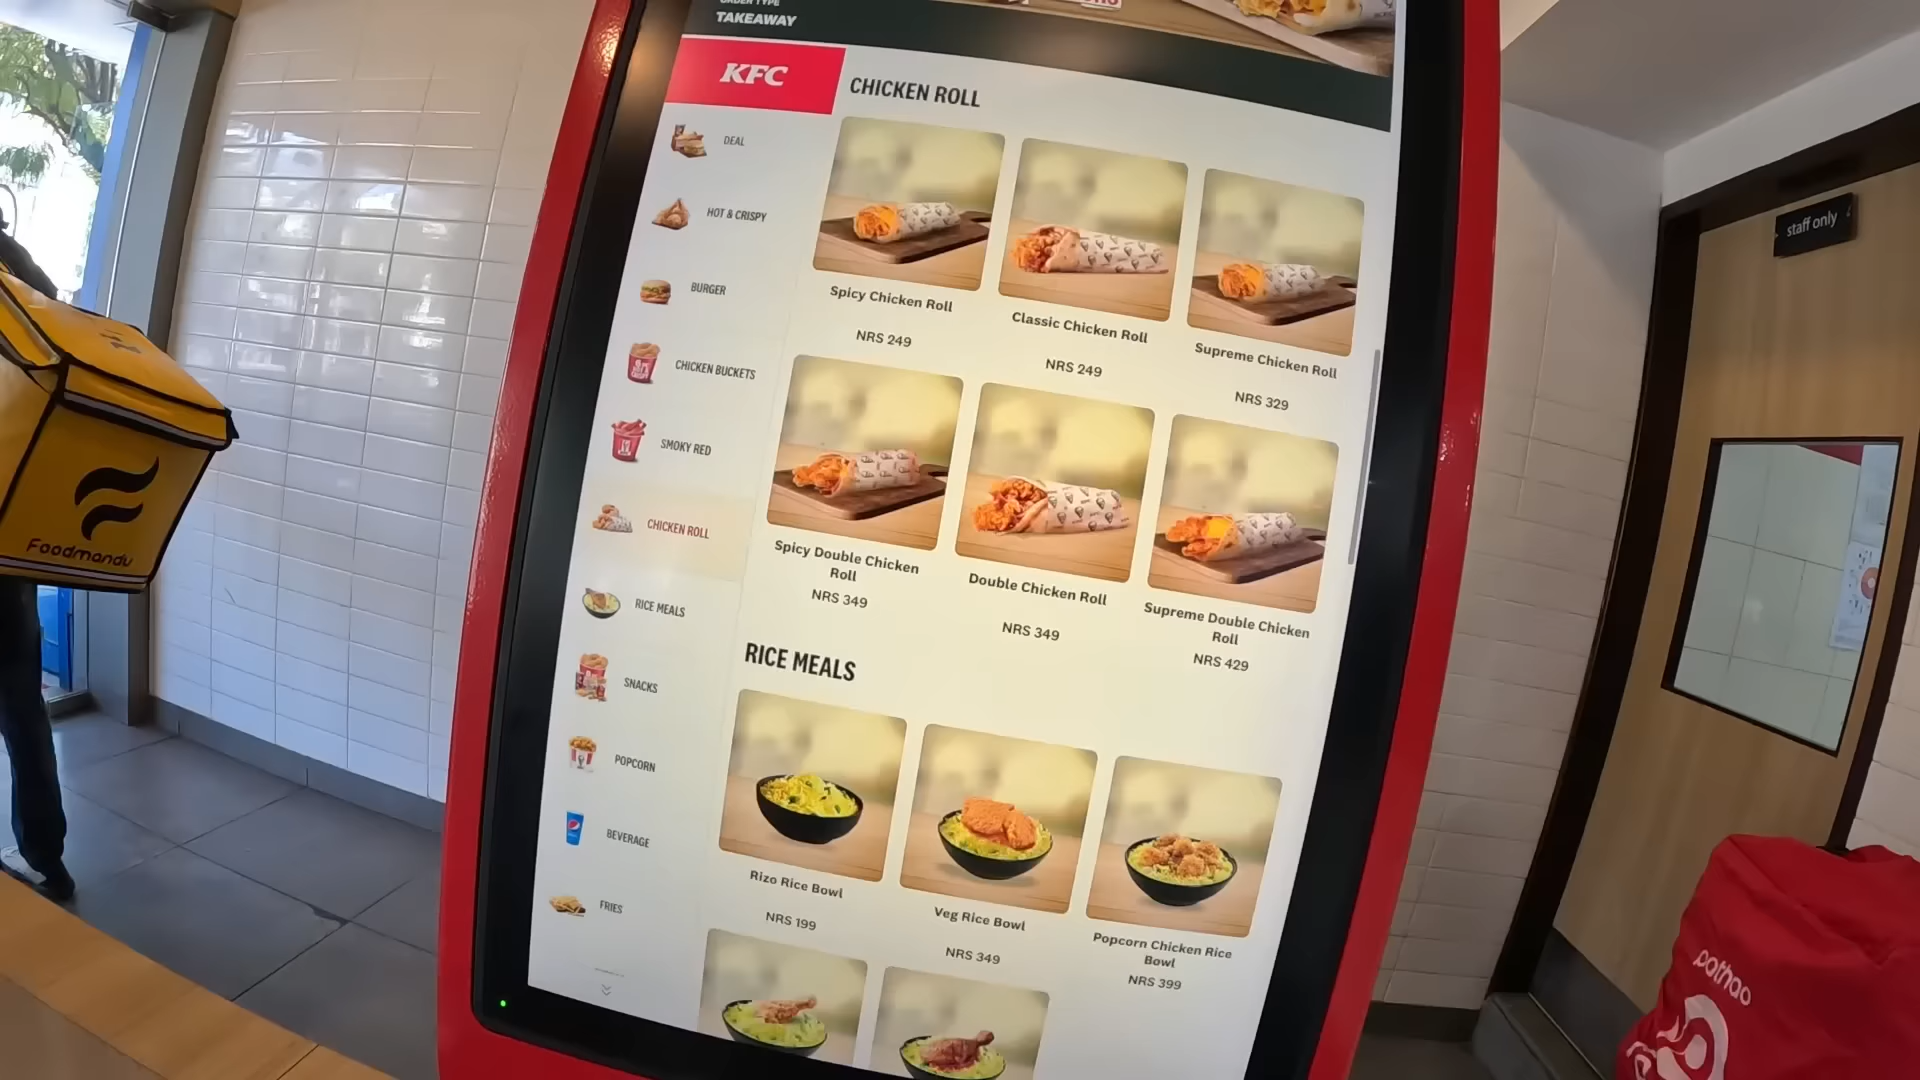 ORDER TYPE
TAKEAWAY
KFC
CHICKEN ROLL
DEAL
HOT & CRISPY
BURGER
CHICKEN BUCKETS
SMOKY RED
CHICKEN ROLL
RICE MEALS
SNACKS
POPCORN
BEVERAGE
FRIES
Spicy Chicken Roll
NRS 249
Classic Chicken Roll
NRS 249
Supreme Chicken Roll
NRS 329
Spicy Double Chicken
Roll
NRS 349
Double Chicken Roll
NRS 349
Supreme Double Chicken
Roll
NRS 429
RICE MEALS
Rizo Rice Bowl
NRS 199
Veg Rice Bowl
NRS 349
Popcorn Chicken Rice
Bowl
NRS 399
Foodmandu
staff only
pathao